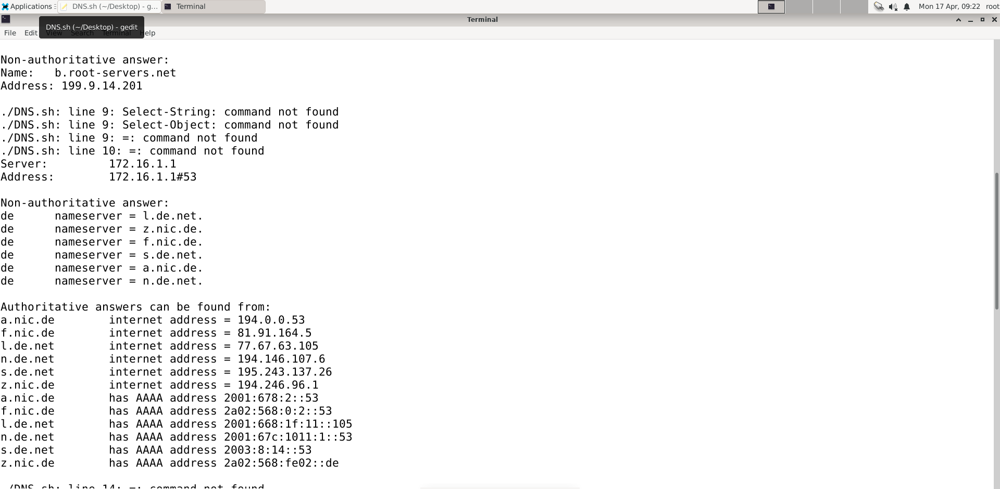 Applications
DNS.sh (~/Desktop) - g...
Terminal
Mon 17 Apr, 09:22
root
Terminal
DNS.sh (~/Desktop) - gedit
File Edit View Search Terminal Help
Non-authoritative answer:
Name:   b.root-servers.net
Address: 199.9.14.201
./DNS.sh: line 9: Select-String: command not found
./DNS.sh: line 9: Select-Object: command not found
./DNS.sh: line 9: =: command not found
./DNS.sh: line 10: =: command not found
Server:         172.16.1.1
Address:        172.16.1.1#53
Non-authoritative answer:
de      nameserver = l.de.net.
de      nameserver = z.nic.de.
de      nameserver = f.nic.de.
de      nameserver = s.de.net.
de      nameserver = a.nic.de.
de      nameserver = n.de.net.
Authoritative answers can be found from:
a.nic.de        internet address = 194.0.0.53
f.nic.de        internet address = 81.91.164.5
l.de.net        internet address = 77.67.63.105
n.de.net        internet address = 194.146.107.6
s.de.net        internet address = 195.243.137.26
z.nic.de        internet address = 194.246.96.1
a.nic.de        has AAAA address 2001:678:2::53
f.nic.de        has AAAA address 2a02:568:0:2::53
l.de.net        has AAAA address 2001:668:1f:11::105
n.de.net        has AAAA address 2001:67c:1011:1::53
s.de.net        has AAAA address 2003:8:14::53
z.nic.de        has AAAA address 2a02:568:fe02::de
./DNS.sh: line 14: =: command not found